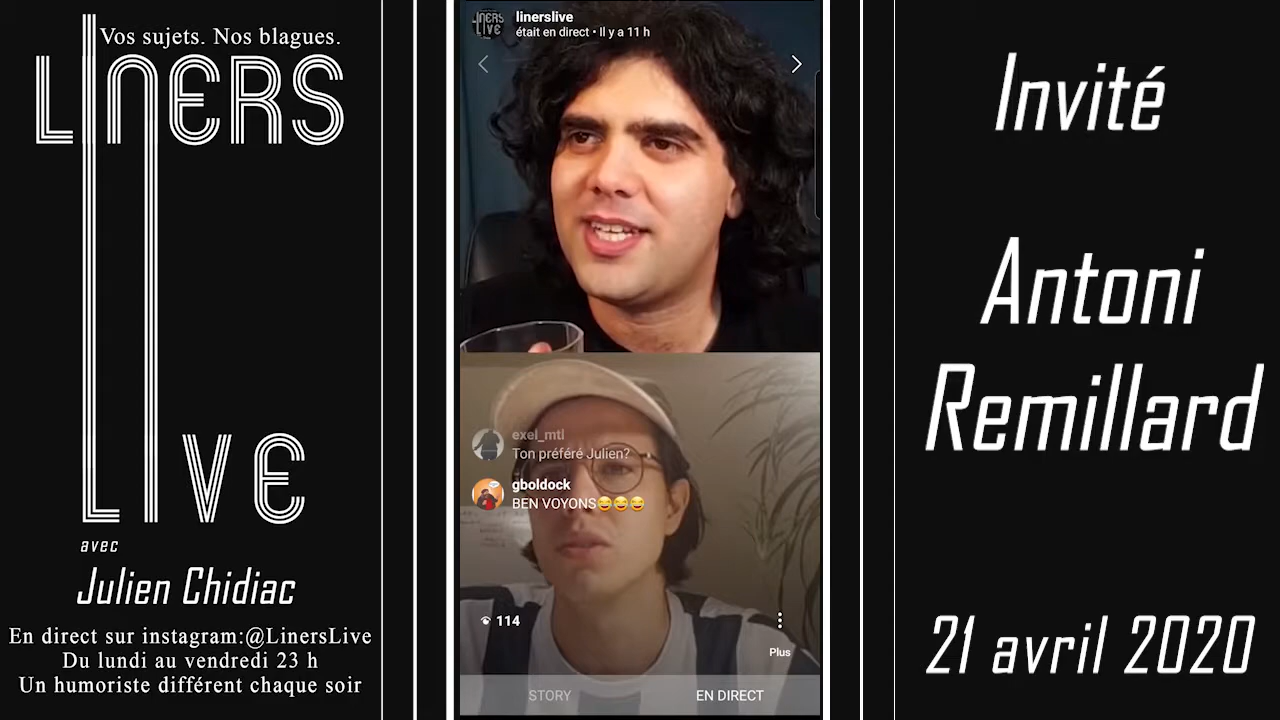 Vos sujets. Nos blagues.
LINERS
LIVE
avec
Julien Chidiac
En direct sur instagram:@LinersLive
Du lundi au vendredi 23 h
Un humoriste différent chaque soir
LINERS
LIVE
linerslive
était en direct • Il y a 11 h
exel_mtl
Ton préféré Julien?
gboldock
BEN VOYONS😂😂😂
114
Plus
STORY
EN DIRECT
Invité
Antoni
Remillard
21 avril 2020